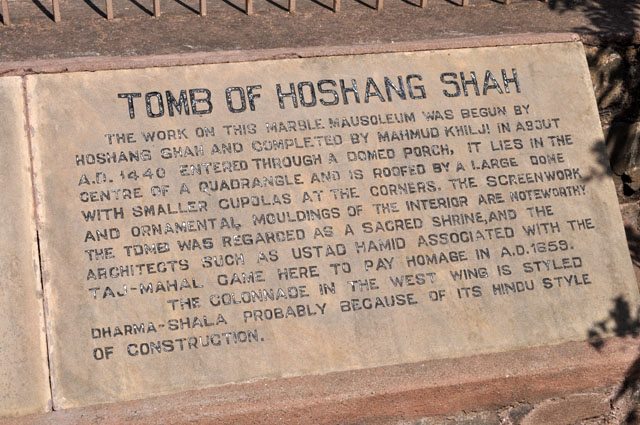 TOMB OF HOSHANG SHAH
THE WORK ON THIS MARBLE MAUSOLEUM WAS BEGUN BY
HOSHANG SHAH AND COMPLETED BY MAHMUD KHILJI IN ABOUT
A.D. 1440 ENTERED THROUGH A DOMED PORCH, IT LIES IN THE
CENTRE OF A QUADRANGLE AND IS ROOFED BY A LARGE DOME
WITH SMALLER CUPOLAS AT THE CORNERS. THE SCREENWORK
AND ORNAMENTAL MOULDINGS OF THE INTERIOR ARE NOTEWORTHY
THE TOMB WAS REGARDED AS A SACRED SHRINE, AND THE
ARCHITECTS SUCH AS USTAD HAMID ASSOCIATED WITH THE
TAJ-MAHAL CAME HERE TO PAY HOMAGE IN A.D. 1659.
THE COLONNADE IN THE WEST WING IS STYLED
DHARMA-SHALA PROBABLY BECAUSE OF ITS HINDU STYLE
OF CONSTRUCTION.